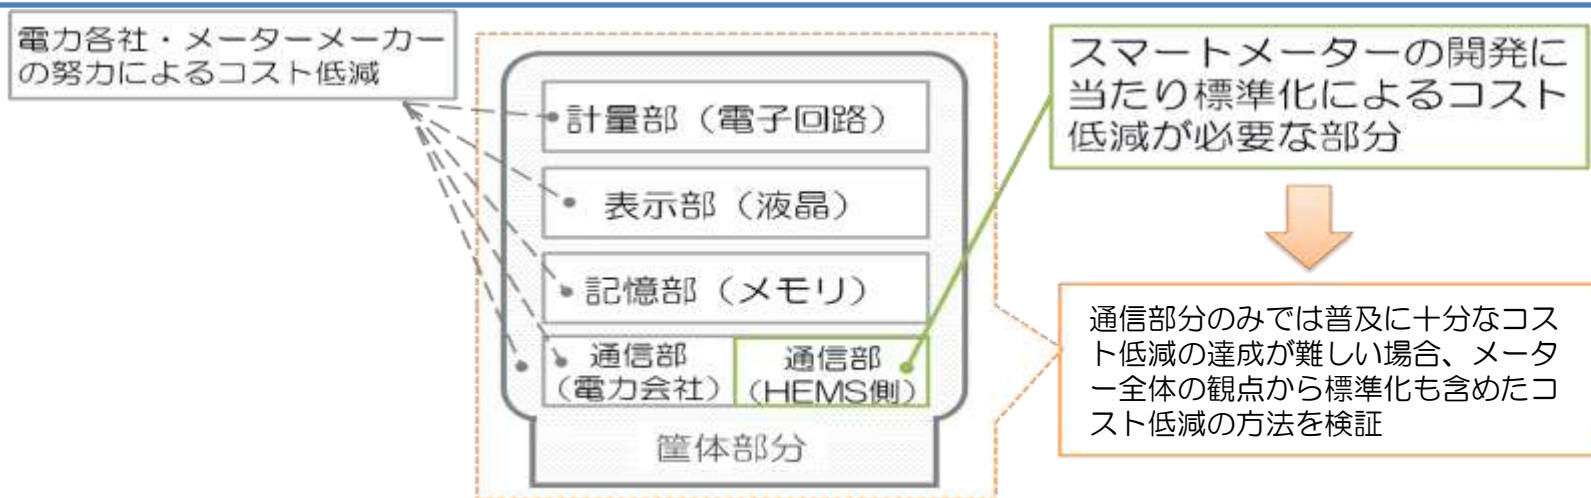 電力各社・メーターメーカー
の努力によるコスト低減
計量部（電子回路）
表示部（液晶）
記憶部（メモリ）
通信部
（電力会社）
通信部
（HEMS側）
筐体部分
スマートメーターの開発に
当たり標準化によるコスト
低減が必要な部分
通信部分のみでは普及に十分なコス
ト低減の達成が難しい場合、メータ
ー全体の観点から標準化も含めたコ
スト低減の方法を検証